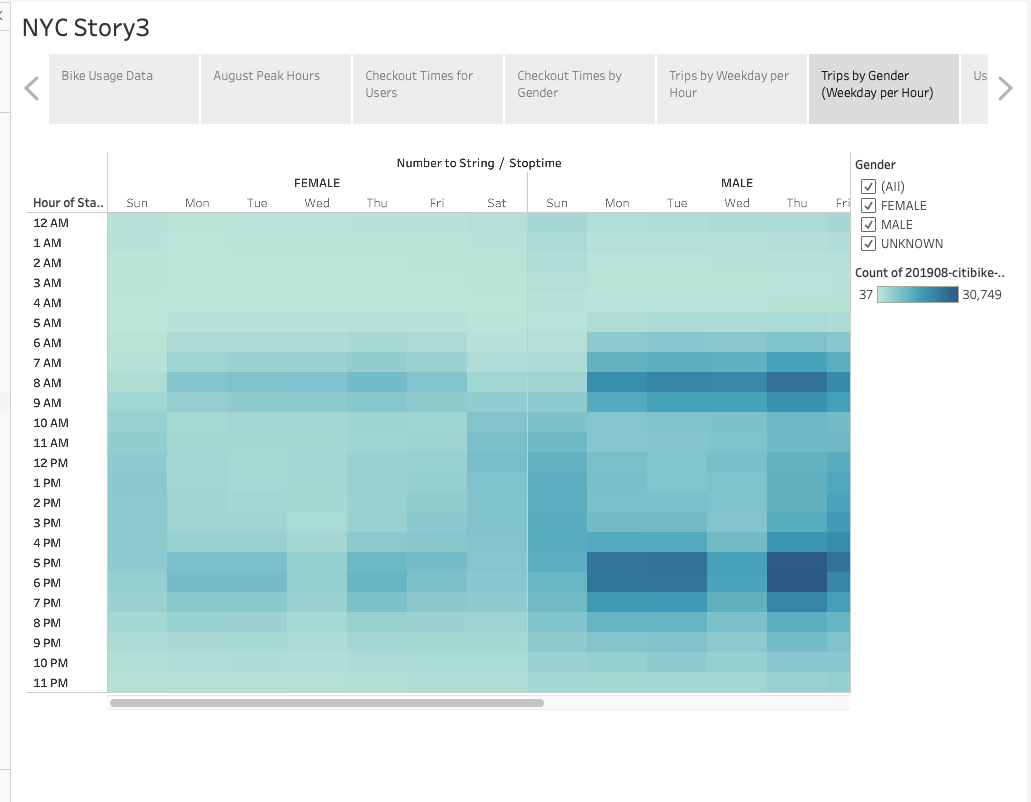 NYC Story3
Bike Usage Data
August Peak Hours
Checkout Times for
Users
Checkout Times by
Gender
Trips by Weekday per
Hour
Trips by Gender
(Weekday per Hour)
Us
Number to String / Stoptime
FEMALE MALE
Hour of Sta.. Sun Mon Tue Wed Thu Fri Sat Sun Mon Tue Wed Thu Fri
12 AM
1 AM
2 AM
3 AM
4 AM
5 AM
6 AM
7 AM
8 AM
9 AM
10 AM
11 AM
12 PM
1 PM
2 PM
3 PM
4 PM
5 PM
6 PM
7 PM
8 PM
9 PM
10 PM
11 PM
Gender
(All)
FEMALE
MALE
UNKNOWN
Count of 201908-citibike-..
37 30,749